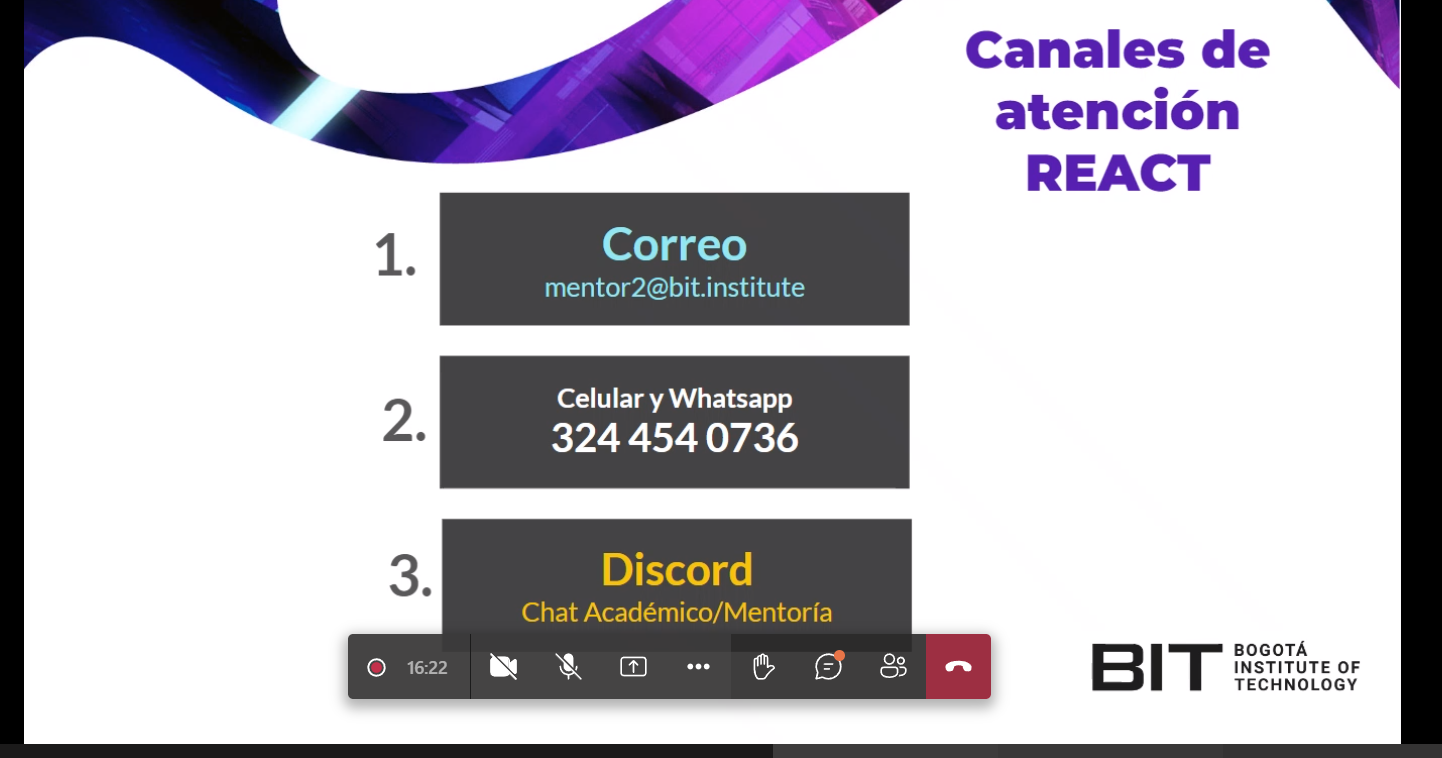 Canales de
atención
REACT
1.
Correo
mentor2@bit.institute
2.
Celular y Whatsapp
324 454 0736
3.
Discord
Chat Académico/Mentoría
16:22
BIT
BOGOTÁ
INSTITUTE OF
TECHNOLOGY